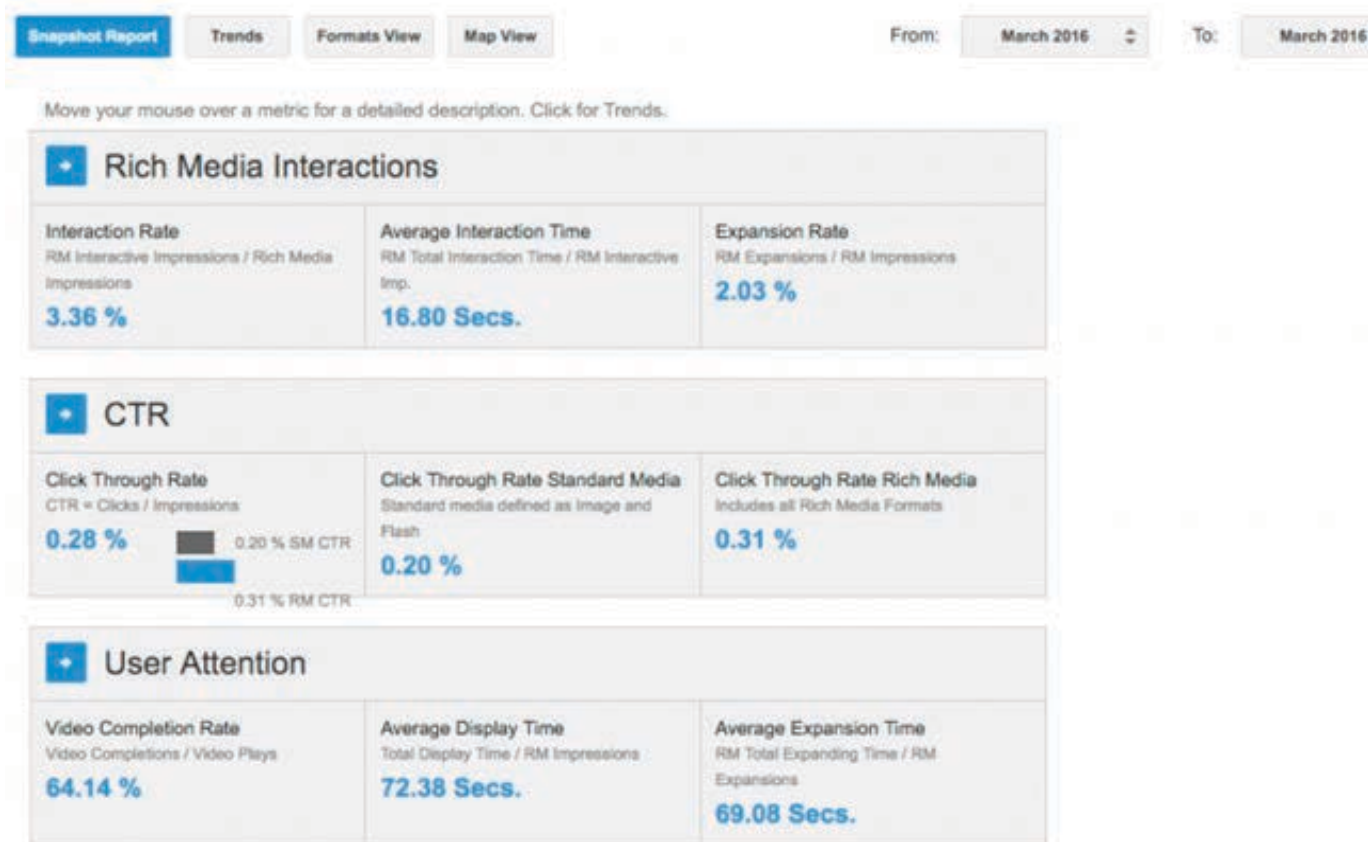 Snapshot Report Trends Formats View Map View From: March 2016 To: March 2016
Move your mouse over a metric for a detailed description. Click for Trends.
Rich Media Interactions
Interaction Rate
RM Interactive Impressions / Rich Media
Impressions
3.36 %
Average Interaction Time
RM Total Interaction Time / RM Interactive
Imp.
16.80 Secs.
Expansion Rate
RM Expansions / RM Impressions
2.03 %
CTR
Click Through Rate
CTR = Clicks / Impressions
0.28 %
0.20 % SM CTR
0.31 % RM CTR
Click Through Rate Standard Media
Standard media defined as Image and
Flash
0.20 %
Click Through Rate Rich Media
Includes all Rich Media Formats
0.31 %
User Attention
Video Completion Rate
Video Completions / Video Plays
64.14 %
Average Display Time
Total Display Time / RM Impressions
72.38 Secs.
Average Expansion Time
RM Total Expanding Time / RM
Expansions
69.08 Secs.